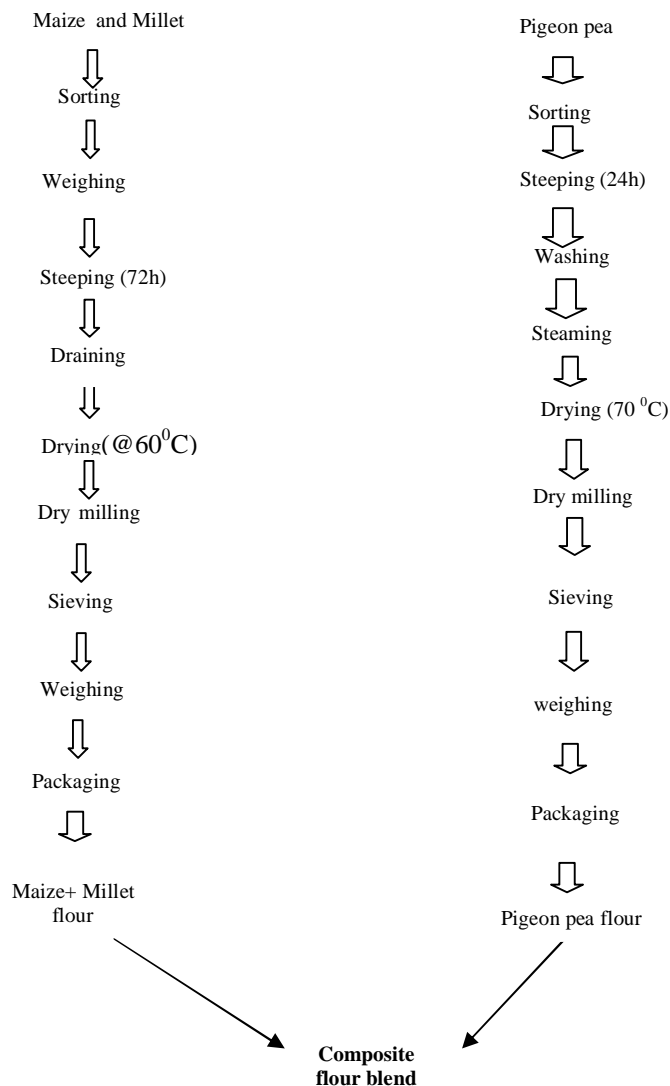 Maize and Millet
Sorting
Weighing
Steeping (72h)
Draining
Drying(@60⁰C)
Dry milling
Sieving
Weighing
Packaging
Maize+ Millet
flour
Pigeon pea
Sorting
Steeping (24h)
Washing
Steaming
Drying (70 ⁰C)
Dry milling
Sieving
weighing
Packaging
Pigeon pea flour
Composite
flour blend